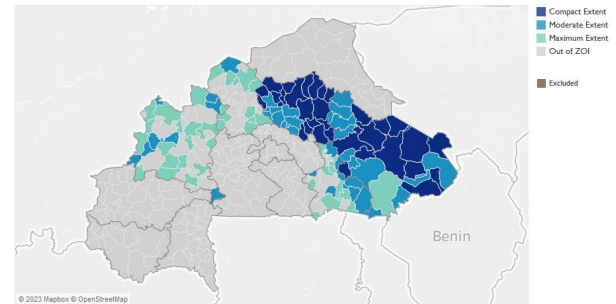 Compact Extent
Moderate Extent
Maximum Extent
Out of ZOI
Excluded
Benin
© 2023 Mapbox © OpenStreetMap